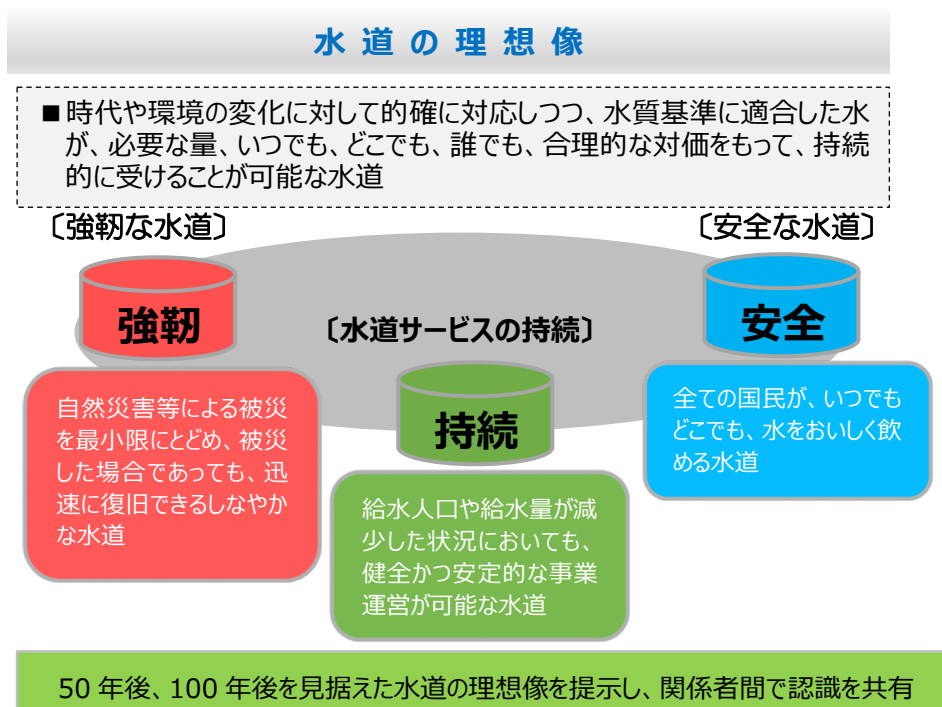 水道の理想像
■時代や環境の変化に対して的確に対応しつつ、水質基準に適合した水
が、必要な量、いつでも、どこでも、誰でも、合理的な対価をもって、持続
的に受けることが可能な水道
〔強靭な水道〕
〔安全な水道〕
強靭
〔水道サービスの持続〕
安全
自然災害等による被災
を最小限にとどめ、被災
した場合であっても、迅
速に復旧できるしなやか
な水道
持続
全ての国民が、いつでも
どこでも、水をおいしく飲
める水道
給水人口や給水量が減
少した状況においても、
健全かつ安定的な事業
運営が可能な水道
50 年後、100 年後を見据えた水道の理想像を提示し、関係者間で認識を共有